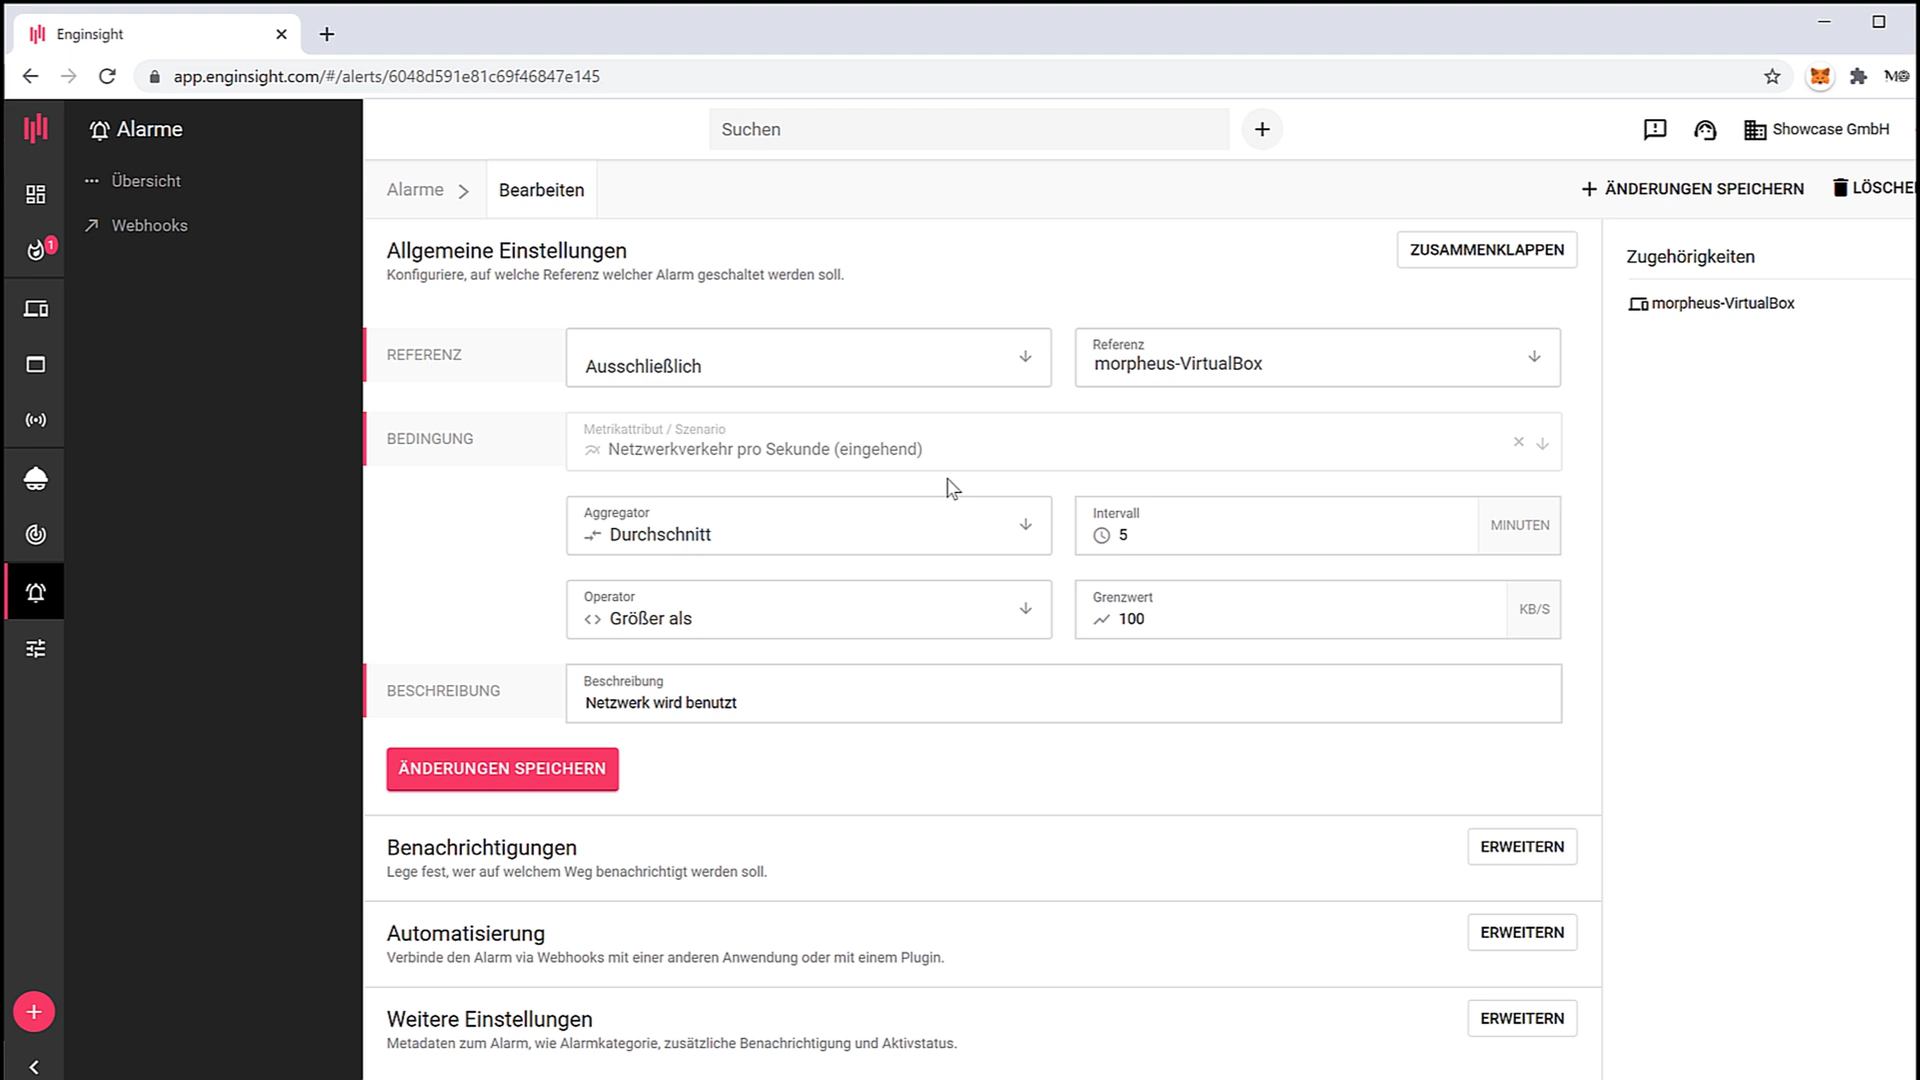 Enginsight
app.enginsight.com/#/alerts/6048d591e81c69f46847e145
Alarme
Suchen
Showcase GmbH
Übersicht
Webhooks
1
Alarme
Bearbeiten
ÄNDERUNGEN SPEICHERN
LÖSCHE
Allgemeine Einstellungen
Konfiguriere, auf welche Referenz welcher Alarm geschaltet werden soll.
ZUSAMMENKLAPPEN
Zugehörigkeiten
morpheus-VirtualBox
REFERENZ
Ausschließlich
Referenz
morpheus-VirtualBox
BEDINGUNG
Metrikattribut / Szenario
Netzwerkverkehr pro Sekunde (eingehend)
Aggregator
Durchschnitt
Intervall
5
MINUTEN
Operator
Größer als
Grenzwert
100
KB/S
BESCHREIBUNG
Beschreibung
Netzwerk wird benutzt
ÄNDERUNGEN SPEICHERN
Benachrichtigungen
Lege fest, wer auf welchem Weg benachrichtigt werden soll.
ERWEITERN
Automatisierung
Verbinde den Alarm via Webhooks mit einer anderen Anwendung oder mit einem Plugin.
ERWEITERN
Weitere Einstellungen
Metadaten zum Alarm, wie Alarmkategorie, zusätzliche Benachrichtigung und Aktivstatus.
ERWEITERN